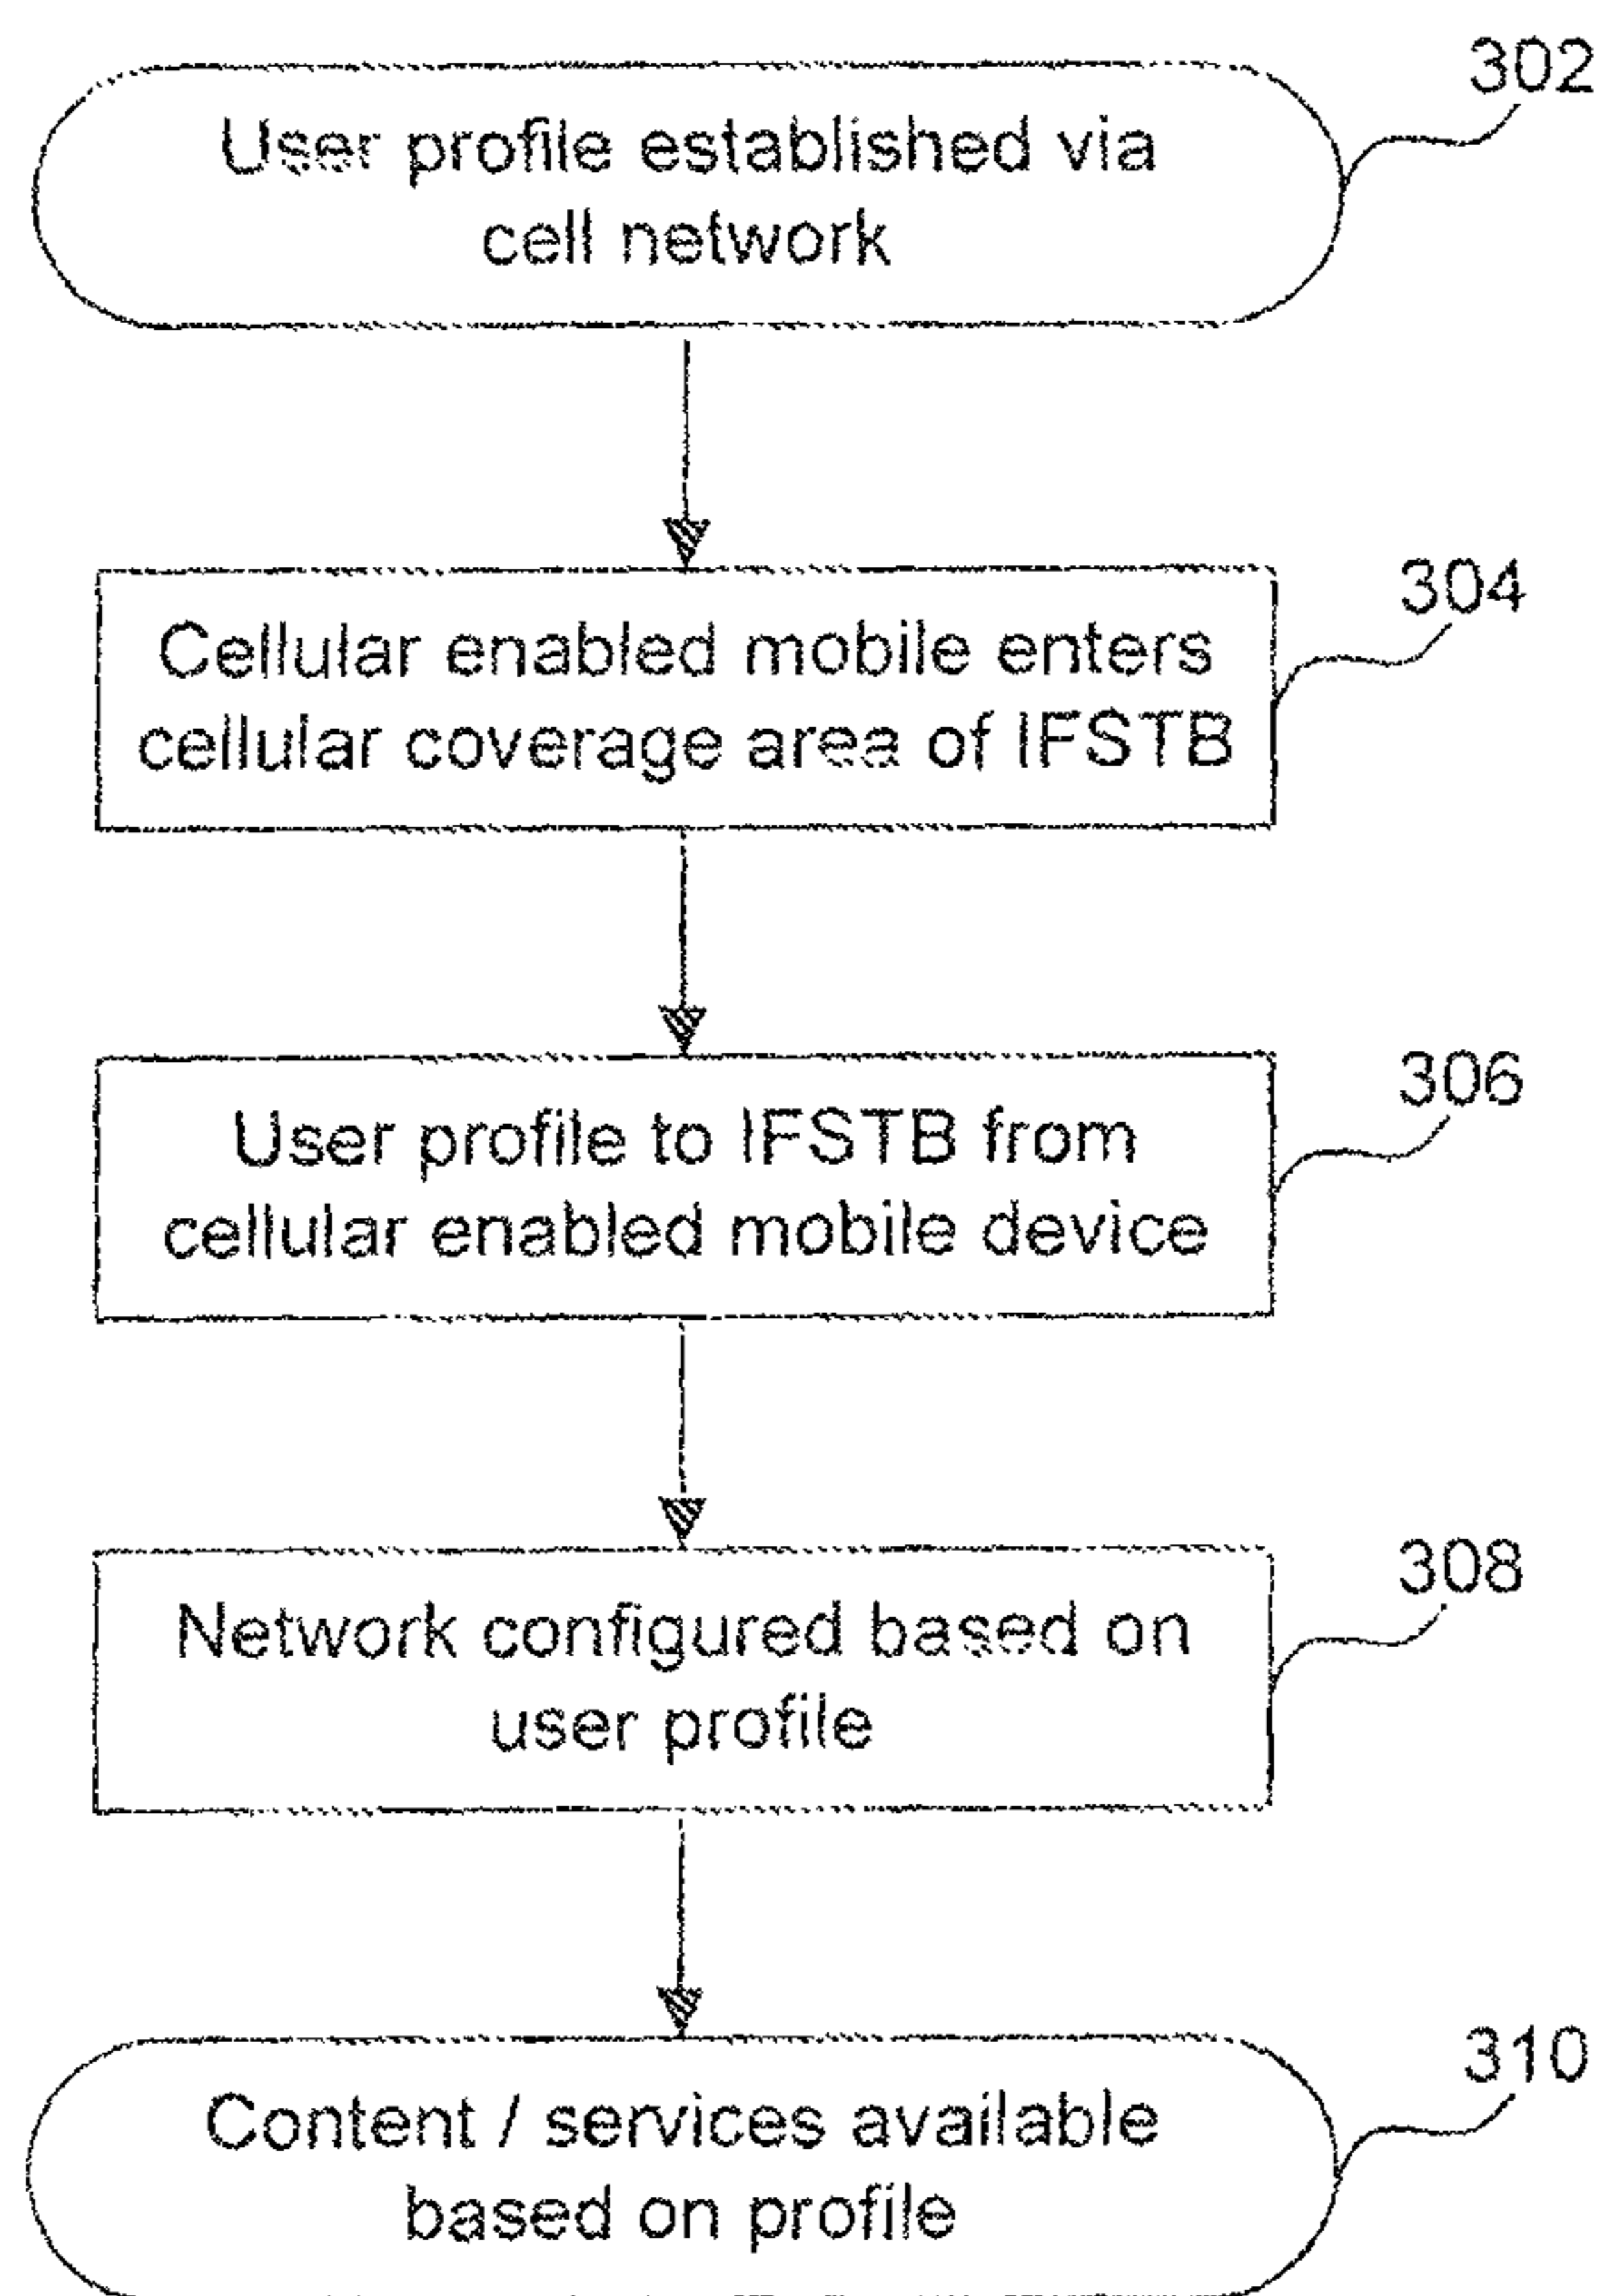 302
User profile established via
cell network
304
Cellular enabled mobile enters
cellular coverage area of IFSTB
306
User profile to IFSTB from
cellular enabled mobile device
308
Network configured based on
user profile
310
Content / services available
based on profile